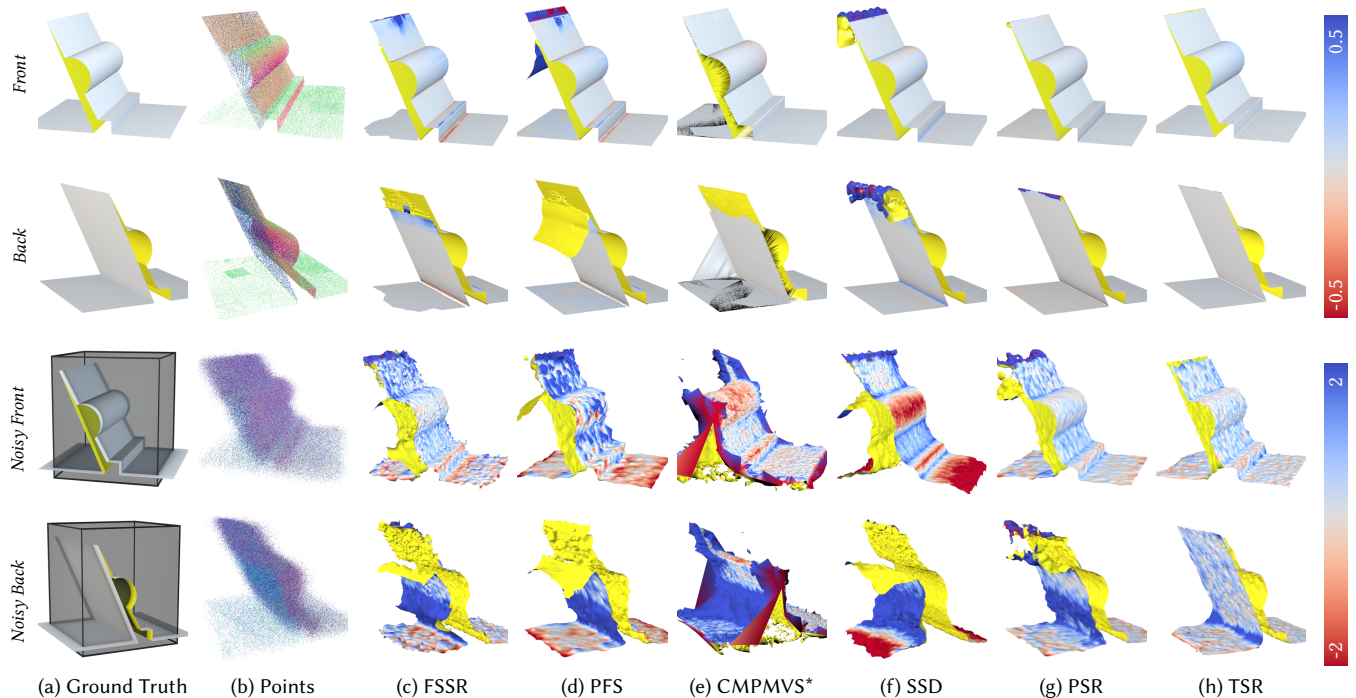 Front
0.5
Back
-0.5
Noisy Front
2
Noisy Back
-2
(a) Ground Truth
(b) Points
(c) FSSR
(d) PFS
(e) CMPMVS*
(f) SSD
(g) PSR
(h) TSR